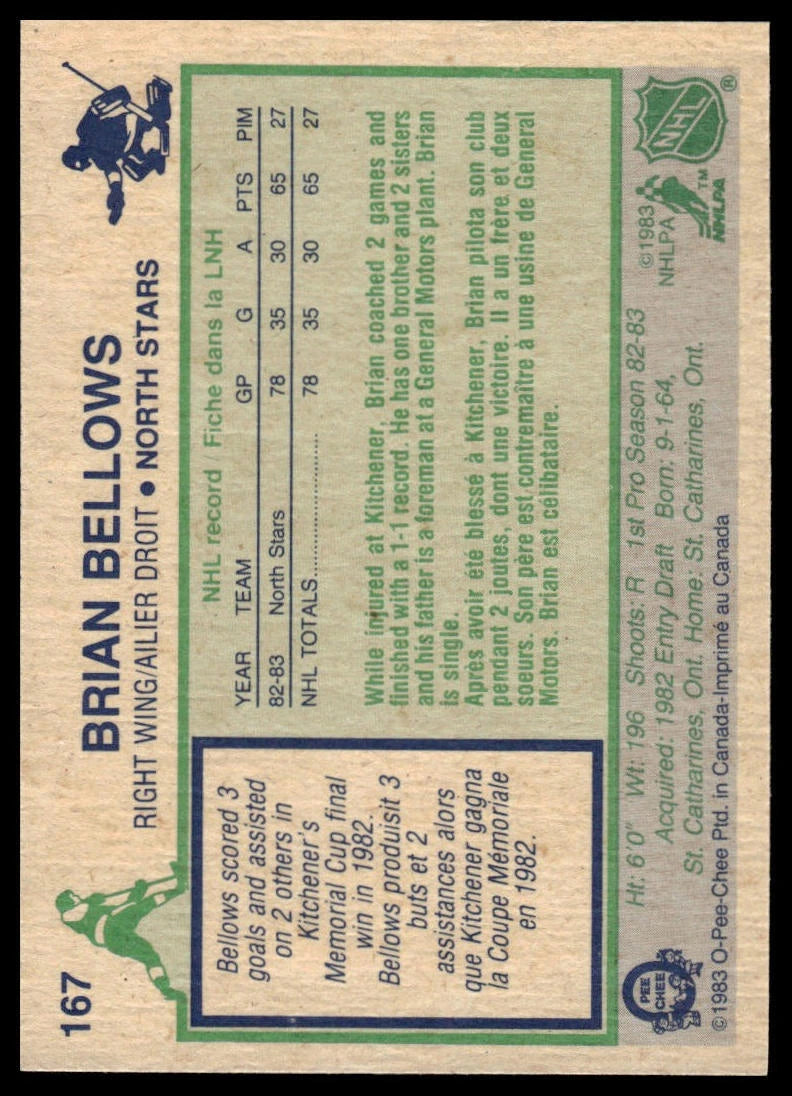 167
BRIAN BELLOWS
RIGHT WING/AILIER DROIT • NORTH STARS
Bellows scored 3
goals and assisted
on 2 others in
Kitchener's
Memorial Cup final
win in 1982.
Bellows produisit 3
buts et 2
assistances alors
que Kitchener gagna
la Coupe Mémoriale
en 1982.
NHL record / Fiche dans la LNH
YEAR TEAM GP G A PTS PIM
82-83 North Stars 78 35 30 65 27
NHL TOTALS.................... 78 35 30 65 27
While injured at Kitchener, Brian coached 2 games and
finished with a 1-1 record. He has one brother and 2 sisters
and his father is a foreman at a General Motors plant. Brian
is single.
Après avoir été blessé à Kitchener, Brian pilota son club
pendant 2 joutes, dont une victoire. Il a un frère et deux
soeurs. Son père est contremaître à une usine de General
Motors. Brian est célibataire.
Ht: 6'0" Wt: 196 Shoots: R 1st Pro Season 82-83
Acquired: 1982 Entry Draft Born: 9-1-64,
St. Catharines, Ont. Home: St. Catharines, Ont.
©1983
NHLPA
TM
NHLPA
NHL
®
PEE
CHEE
©1983 O-Pee-Chee Ptd. in Canada-Imprimé au Canada